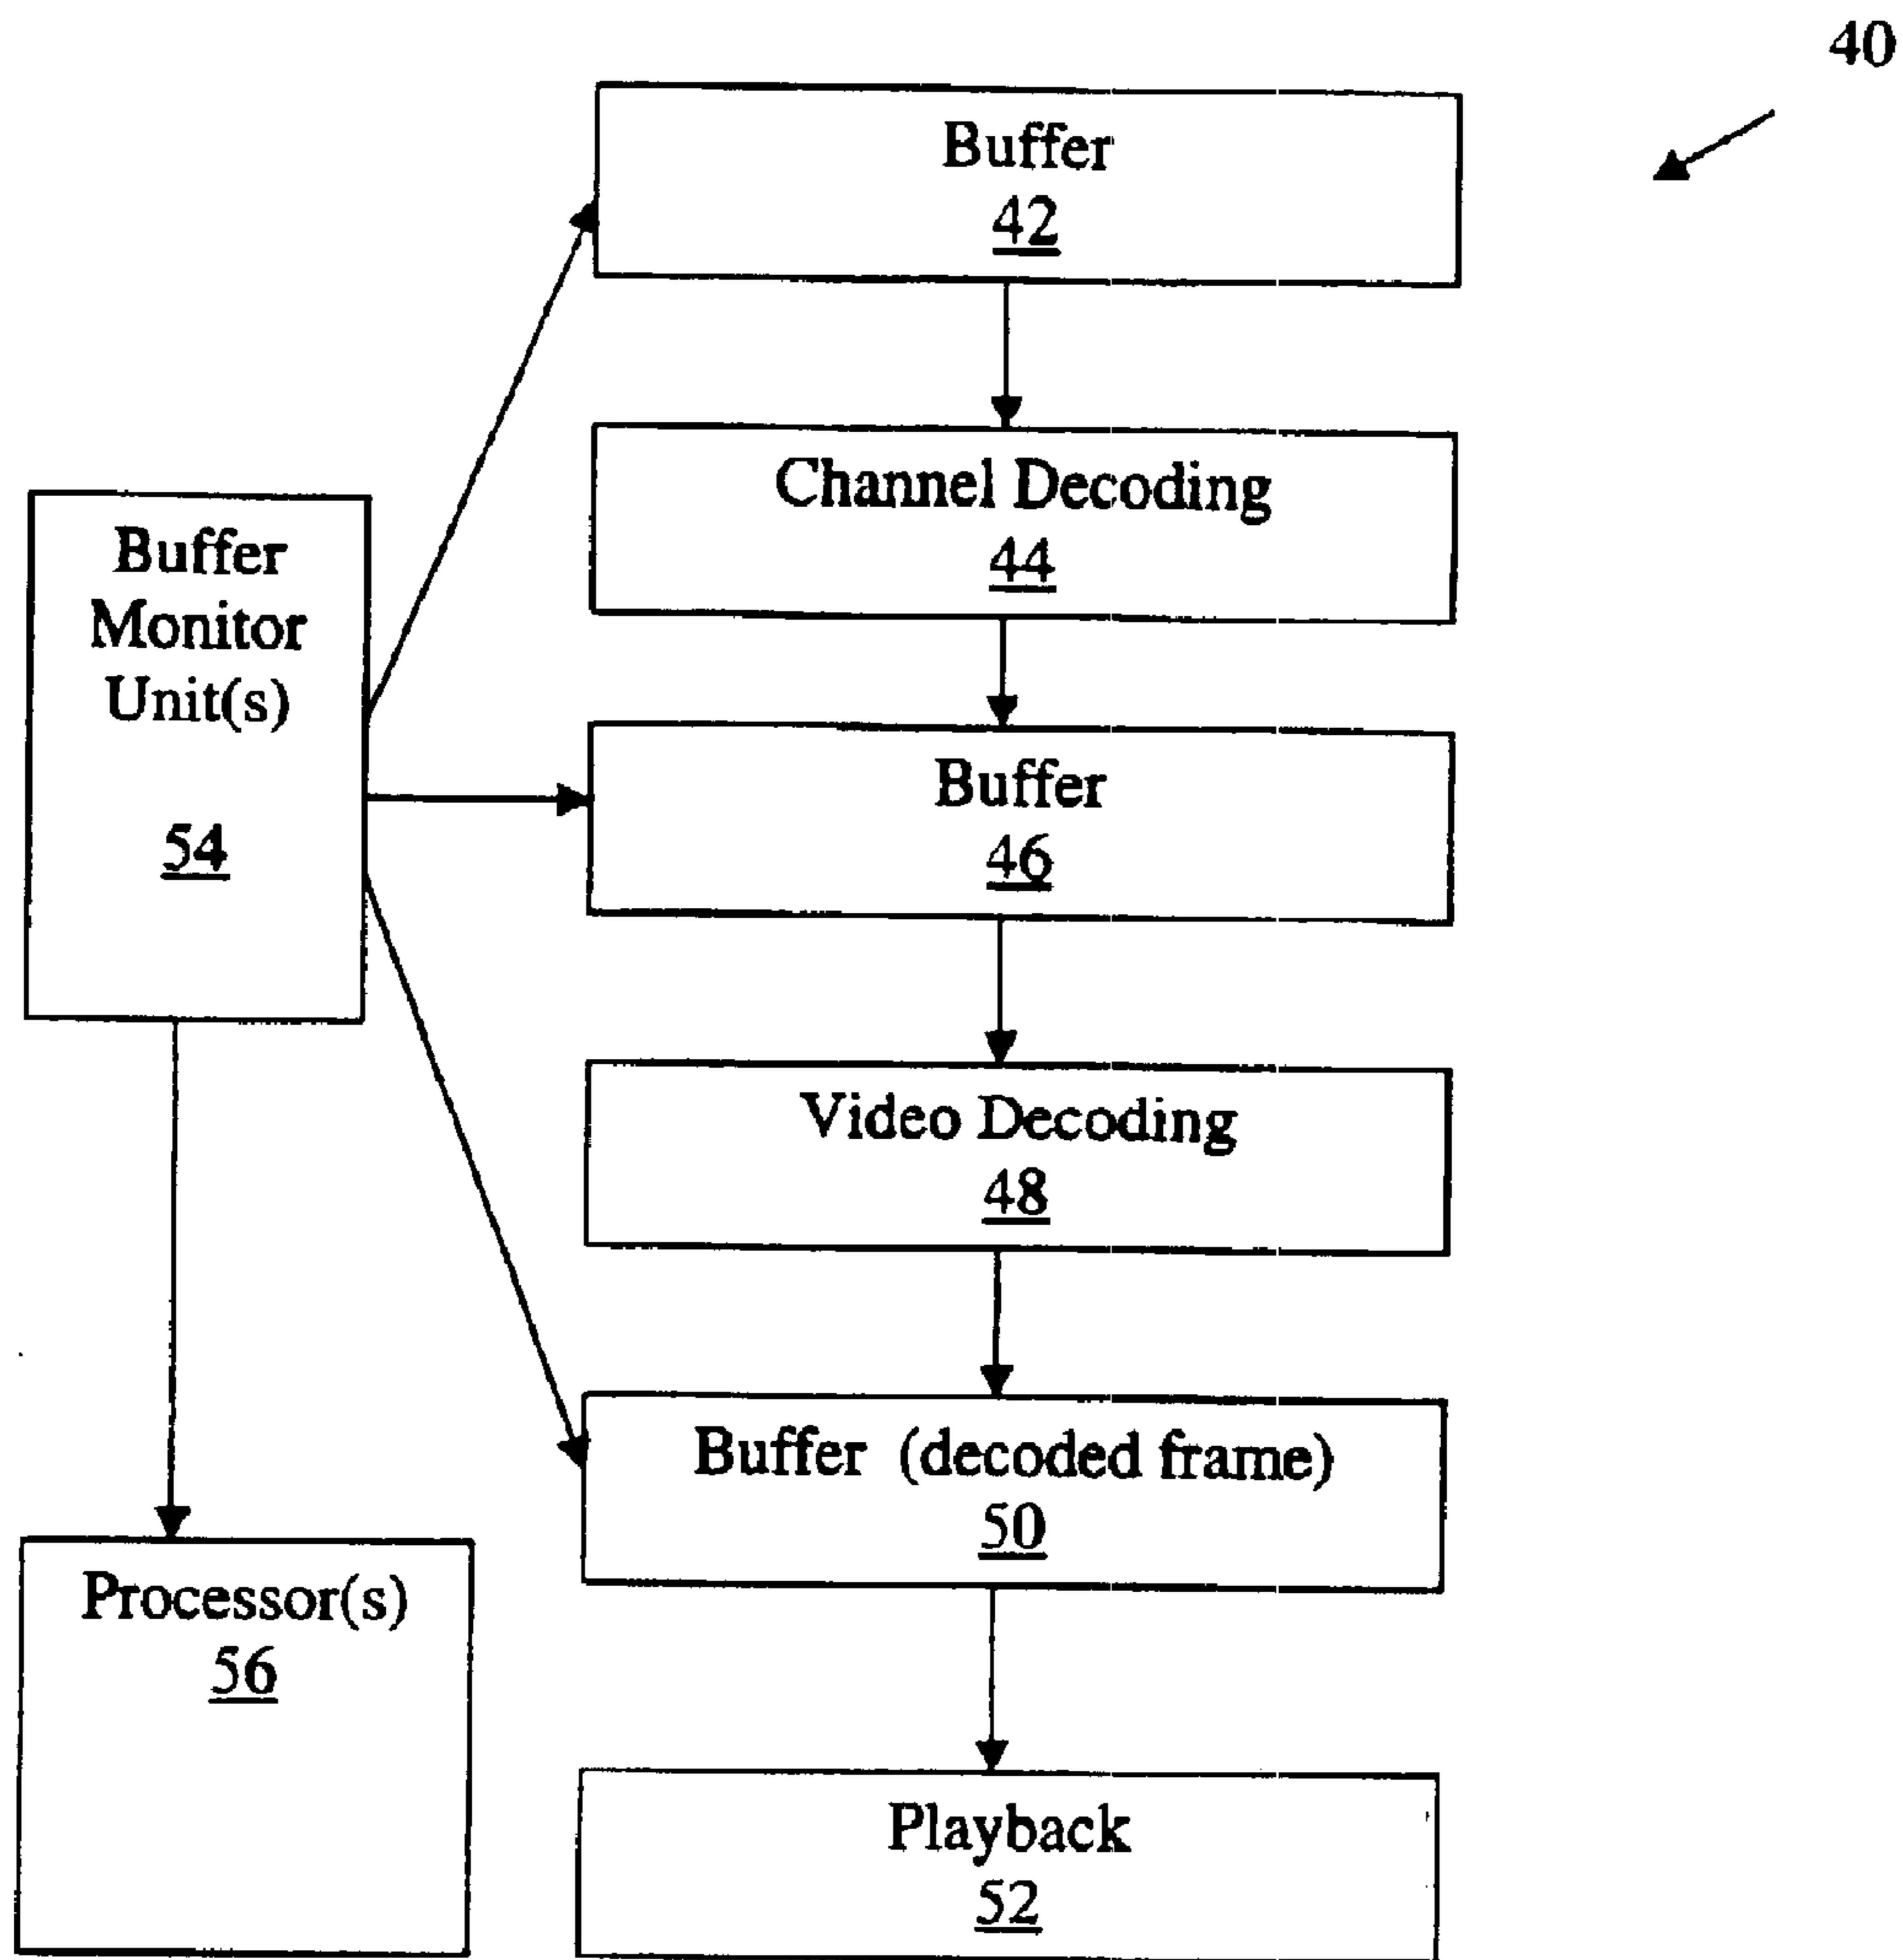 40
Buffer
42
Channel Decoding
44
Buffer
Monitor
Unit(s)
54
Buffer
46
Video Decoding
48
Buffer (decoded frame)
50
Processor(s)
56
Playback
52